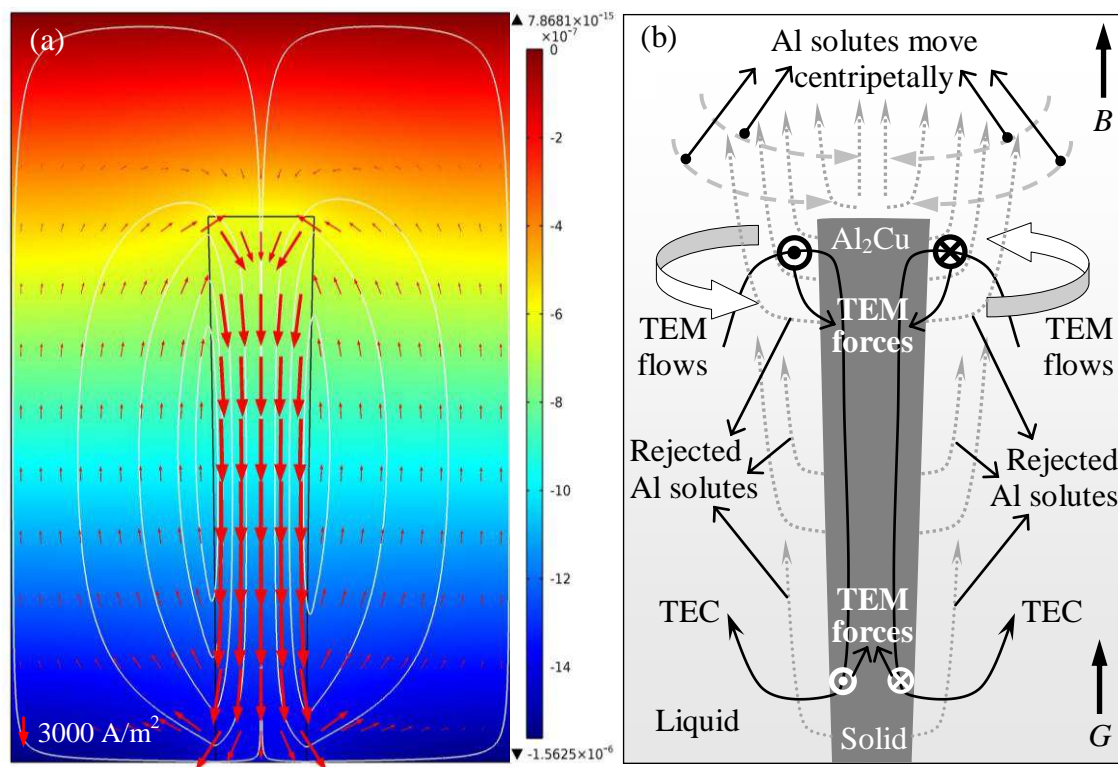 (a)
▲ 7.8681×10⁻¹⁵
×10⁻⁷
0
-2
-4
-6
-8
-10
-12
-14
▼ -1.5625×10⁻⁶
3000 A/m²
(b)
Al solutes move
centripetally
B
Al₂Cu
TEM
forces
TEM
flows
TEM
flows
Rejected
Al solutes
Rejected
Al solutes
TEM
forces
TEC
TEC
Liquid
Solid
G